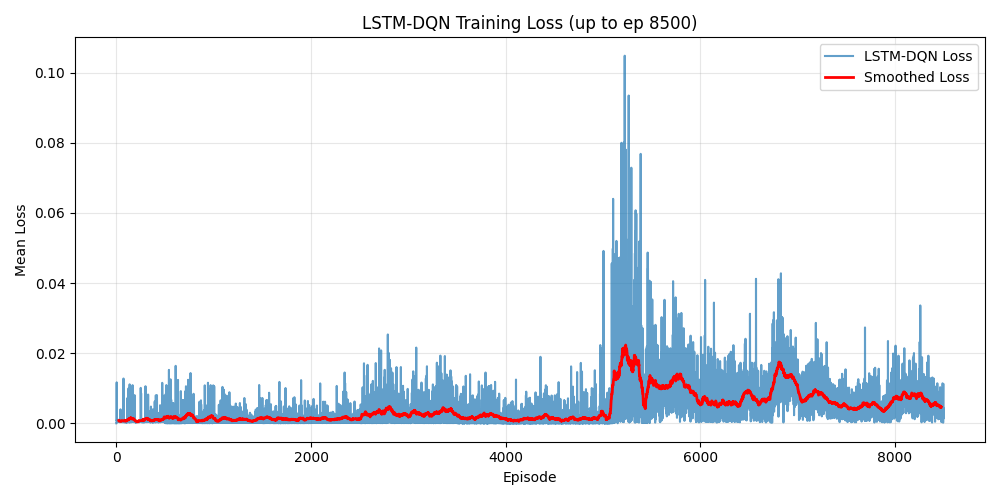 LSTM-DQN Training Loss (up to ep 8500)
LSTM-DQN Loss
Smoothed Loss
Mean Loss
0.10
0.08
0.06
0.04
0.02
0.00
0 2000 4000 6000 8000
Episode